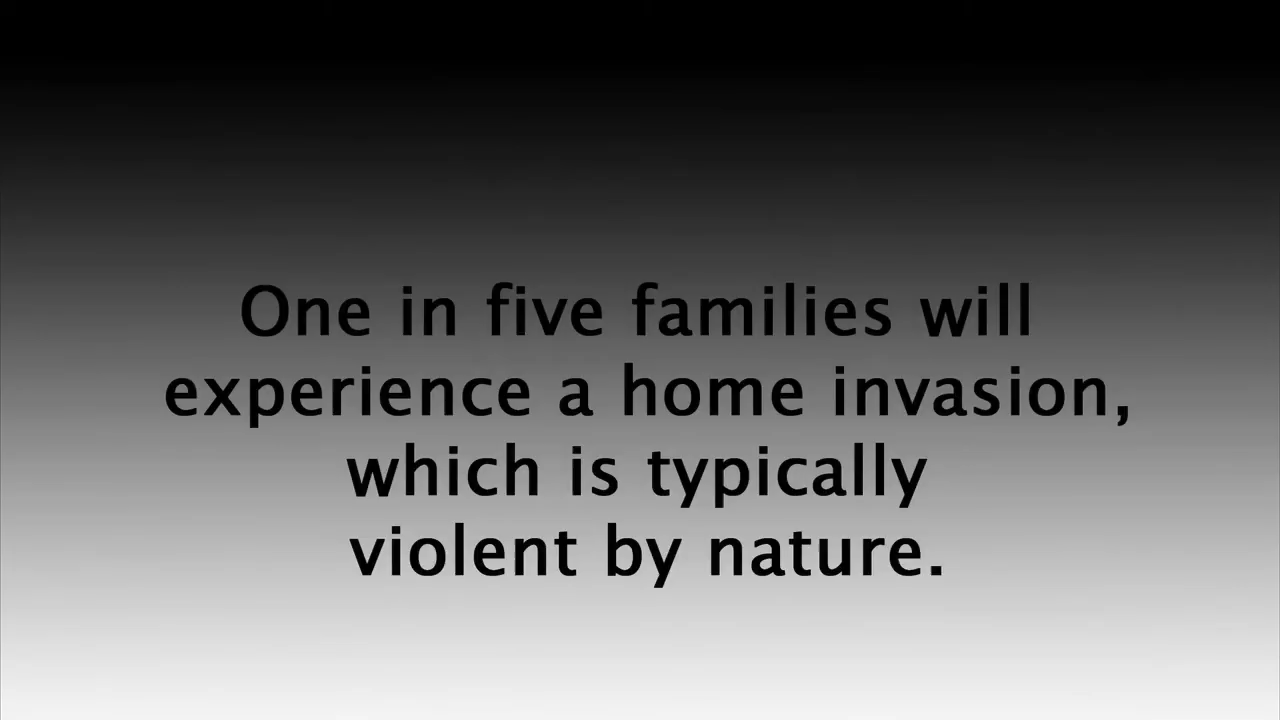 One in five families will
experience a home invasion,
which is typically
violent by nature.